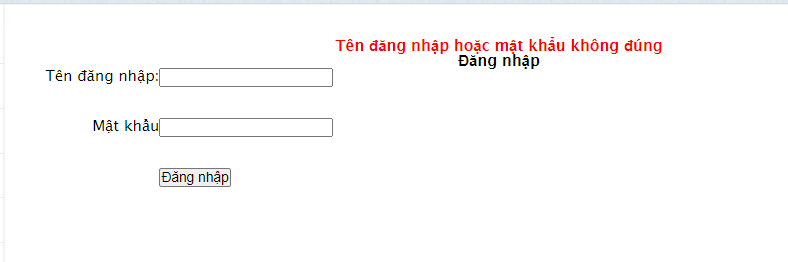 Tên đăng nhập hoặc mật khẩu không đúng
Đăng nhập
Tên đăng nhập:
Mật khẩu
Đăng nhập